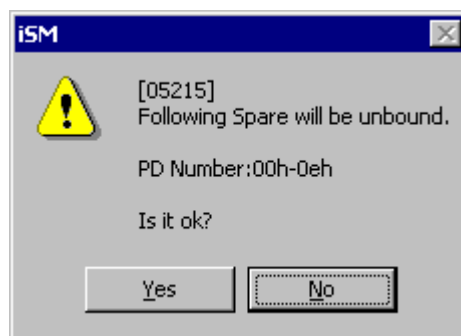 iSM
[05215]
Following Spare will be unbound.
PD Number:00h-0eh
Is it ok?
Yes
No